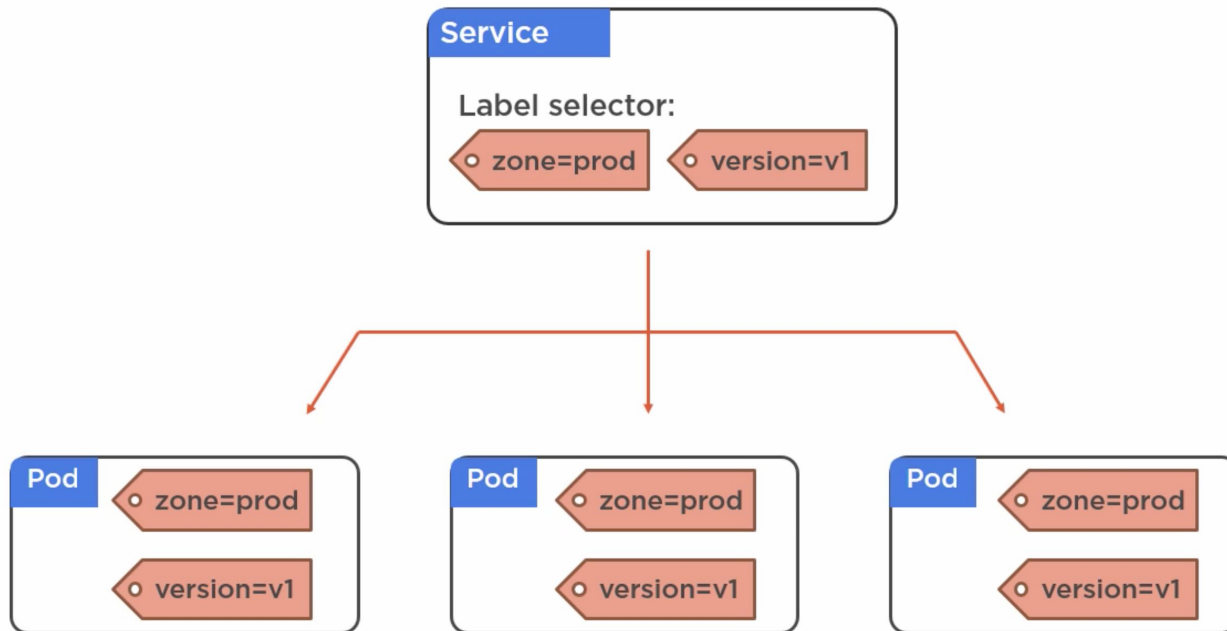 Service
Label selector:
zone=prod version=v1
Pod zone=prod
version=v1
Pod zone=prod
version=v1
Pod zone=prod
version=v1